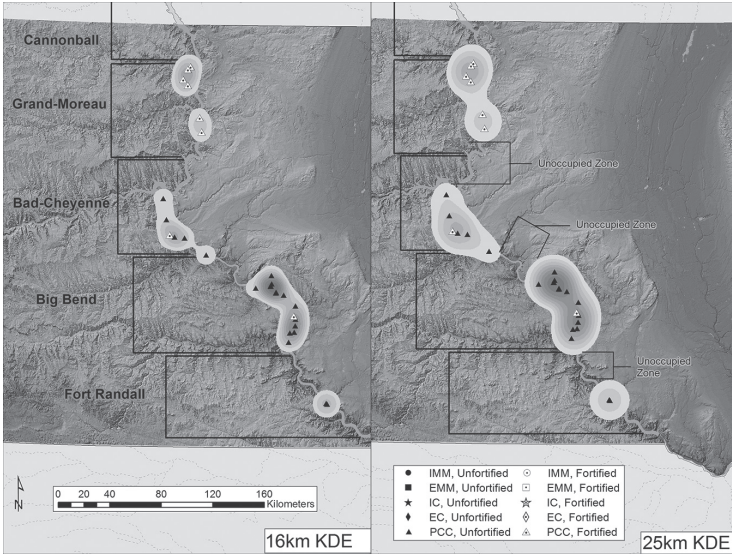 Cannonball
Grand-Moreau
Bad-Cheyenne
Big Bend
Fort Randall
N
0 10 20 40 80 120 160
Kilometers
16km KDE
Unoccupied Zone
Unoccupied Zone
Unoccupied
Zone
IMM, Unfortified IMM, Fortified
EMM, Unfortified EMM, Fortified
IC, Unfortified IC, Fortified
EC, Unfortified EC, Fortified
PCC, Unfortified PCC, Fortified
25km KDE